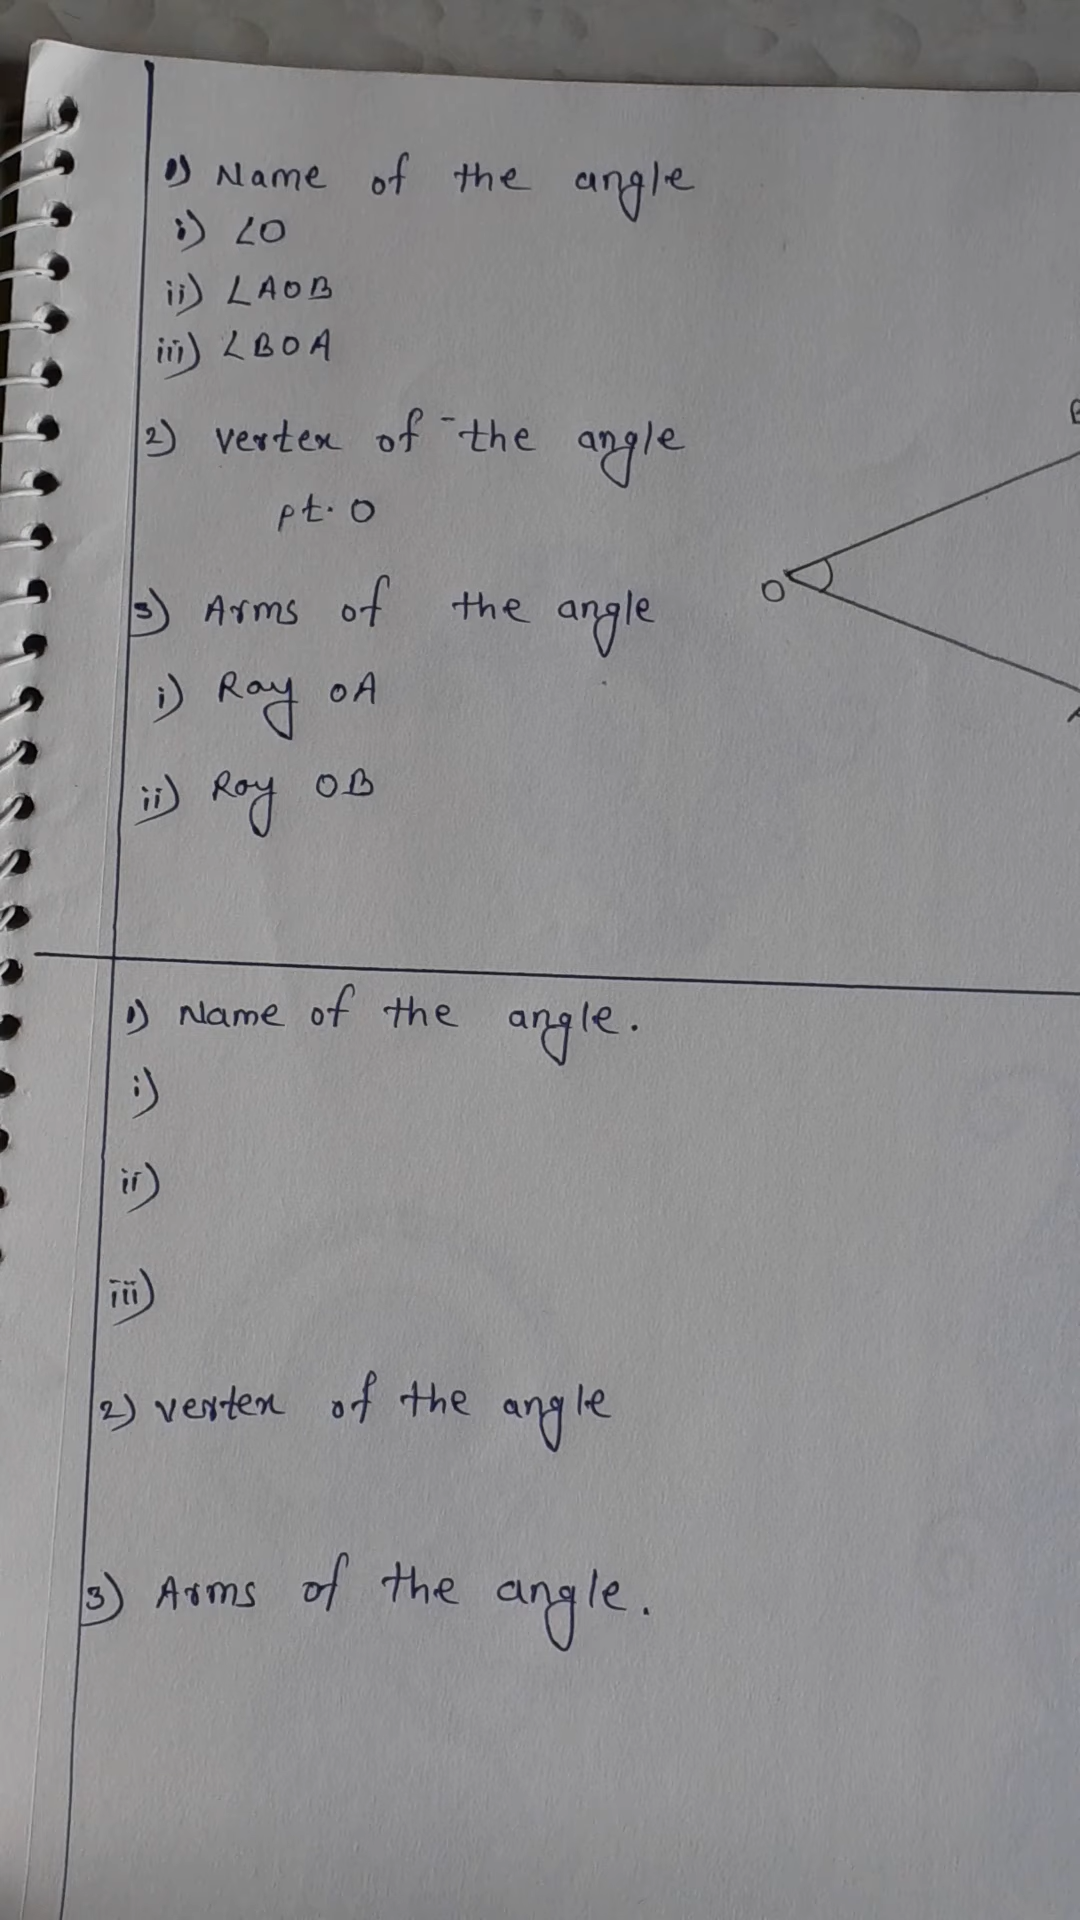 1) Name of the angle
i) ∠O
ii) ∠AOB
iii) ∠BOA
2) vertex of the angle
pt. O
3) Arms of the angle
i) Ray OA
ii) Ray OB
B
O
A
1) Name of the angle.
i)
ii)
iii)
2) vertex of the angle
3) Arms of the angle.